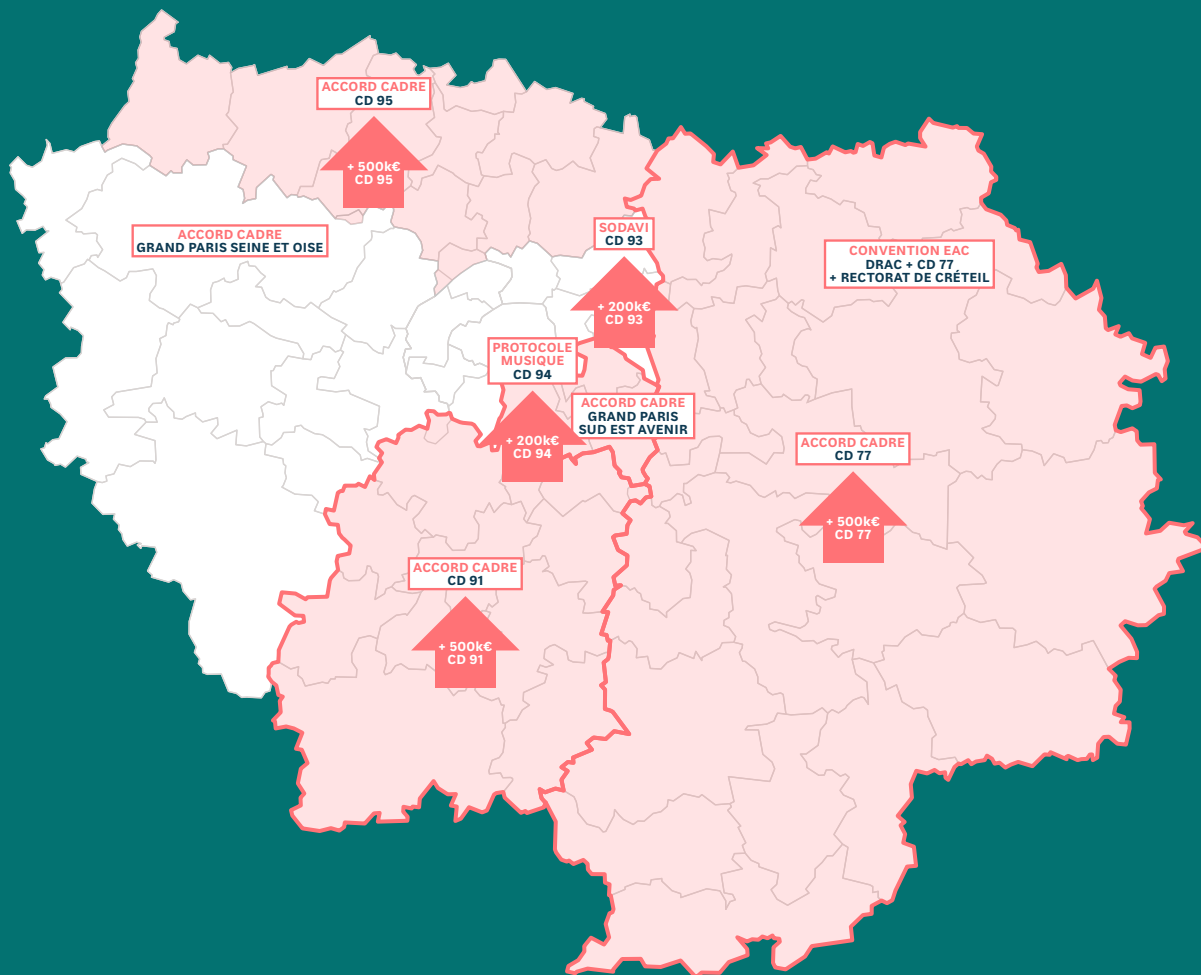 ACCORD CADRE
CD 95
+ 500k€
CD 95
ACCORD CADRE
GRAND PARIS SEINE ET OISE
SODAVI
CD 93
+ 200k€
CD 93
CONVENTION EAC
DRAC + CD 77
+ RECTORAT DE CRÉTEIL
PROTOCOLE
MUSIQUE
CD 94
+ 200k€
CD 94
ACCORD CADRE
GRAND PARIS
SUD EST AVENIR
ACCORD CADRE
CD 77
+ 500k€
CD 77
ACCORD CADRE
CD 91
+ 500k€
CD 91